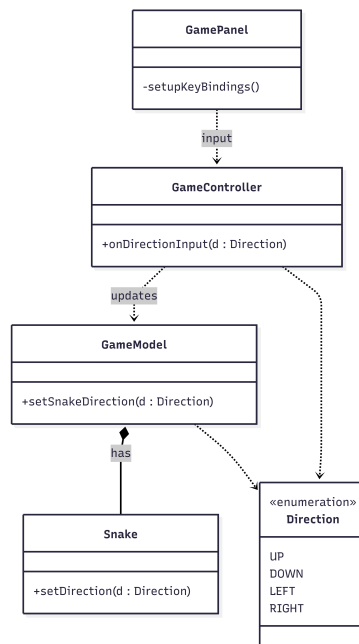 GamePanel
-setupKeyBindings()
input
GameController
+onDirectionInput(d : Direction)
updates
GameModel
+setSnakeDirection(d : Direction)
has
«enumeration»
Direction
UP
DOWN
LEFT
RIGHT
Snake
+setDirection(d : Direction)